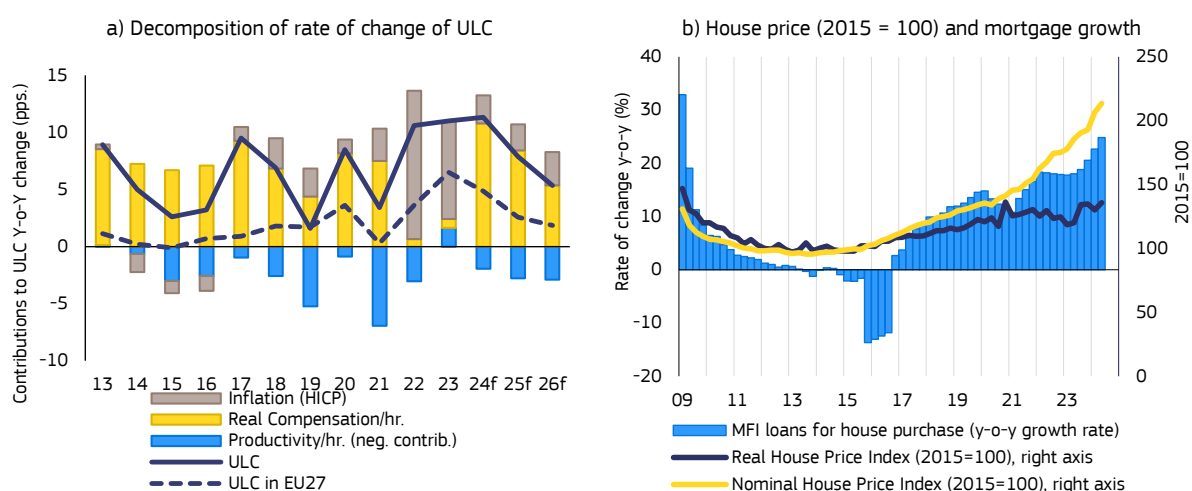 a) Decomposition of rate of change of ULC
Contributions to ULC Y-o-Y change (pps.)
15
10
5
0
-5
-10
13 14 15 16 17 18 19 20 21 22 23 24f 25f 26f
Inflation (HICP)
Real Compensation/hr.
Productivity/hr. (neg. contrib.)
ULC
ULC in EU27
b) House price (2015 = 100) and mortgage growth
Rate of change y-o-y (%)
40
30
20
10
0
-10
-20
250
200
150
100
50
0
2015=100
09 11 13 15 17 19 21 23
MFI loans for house purchase (y-o-y growth rate)
Real House Price Index (2015=100), right axis
Nominal House Price Index (2015=100), right axis